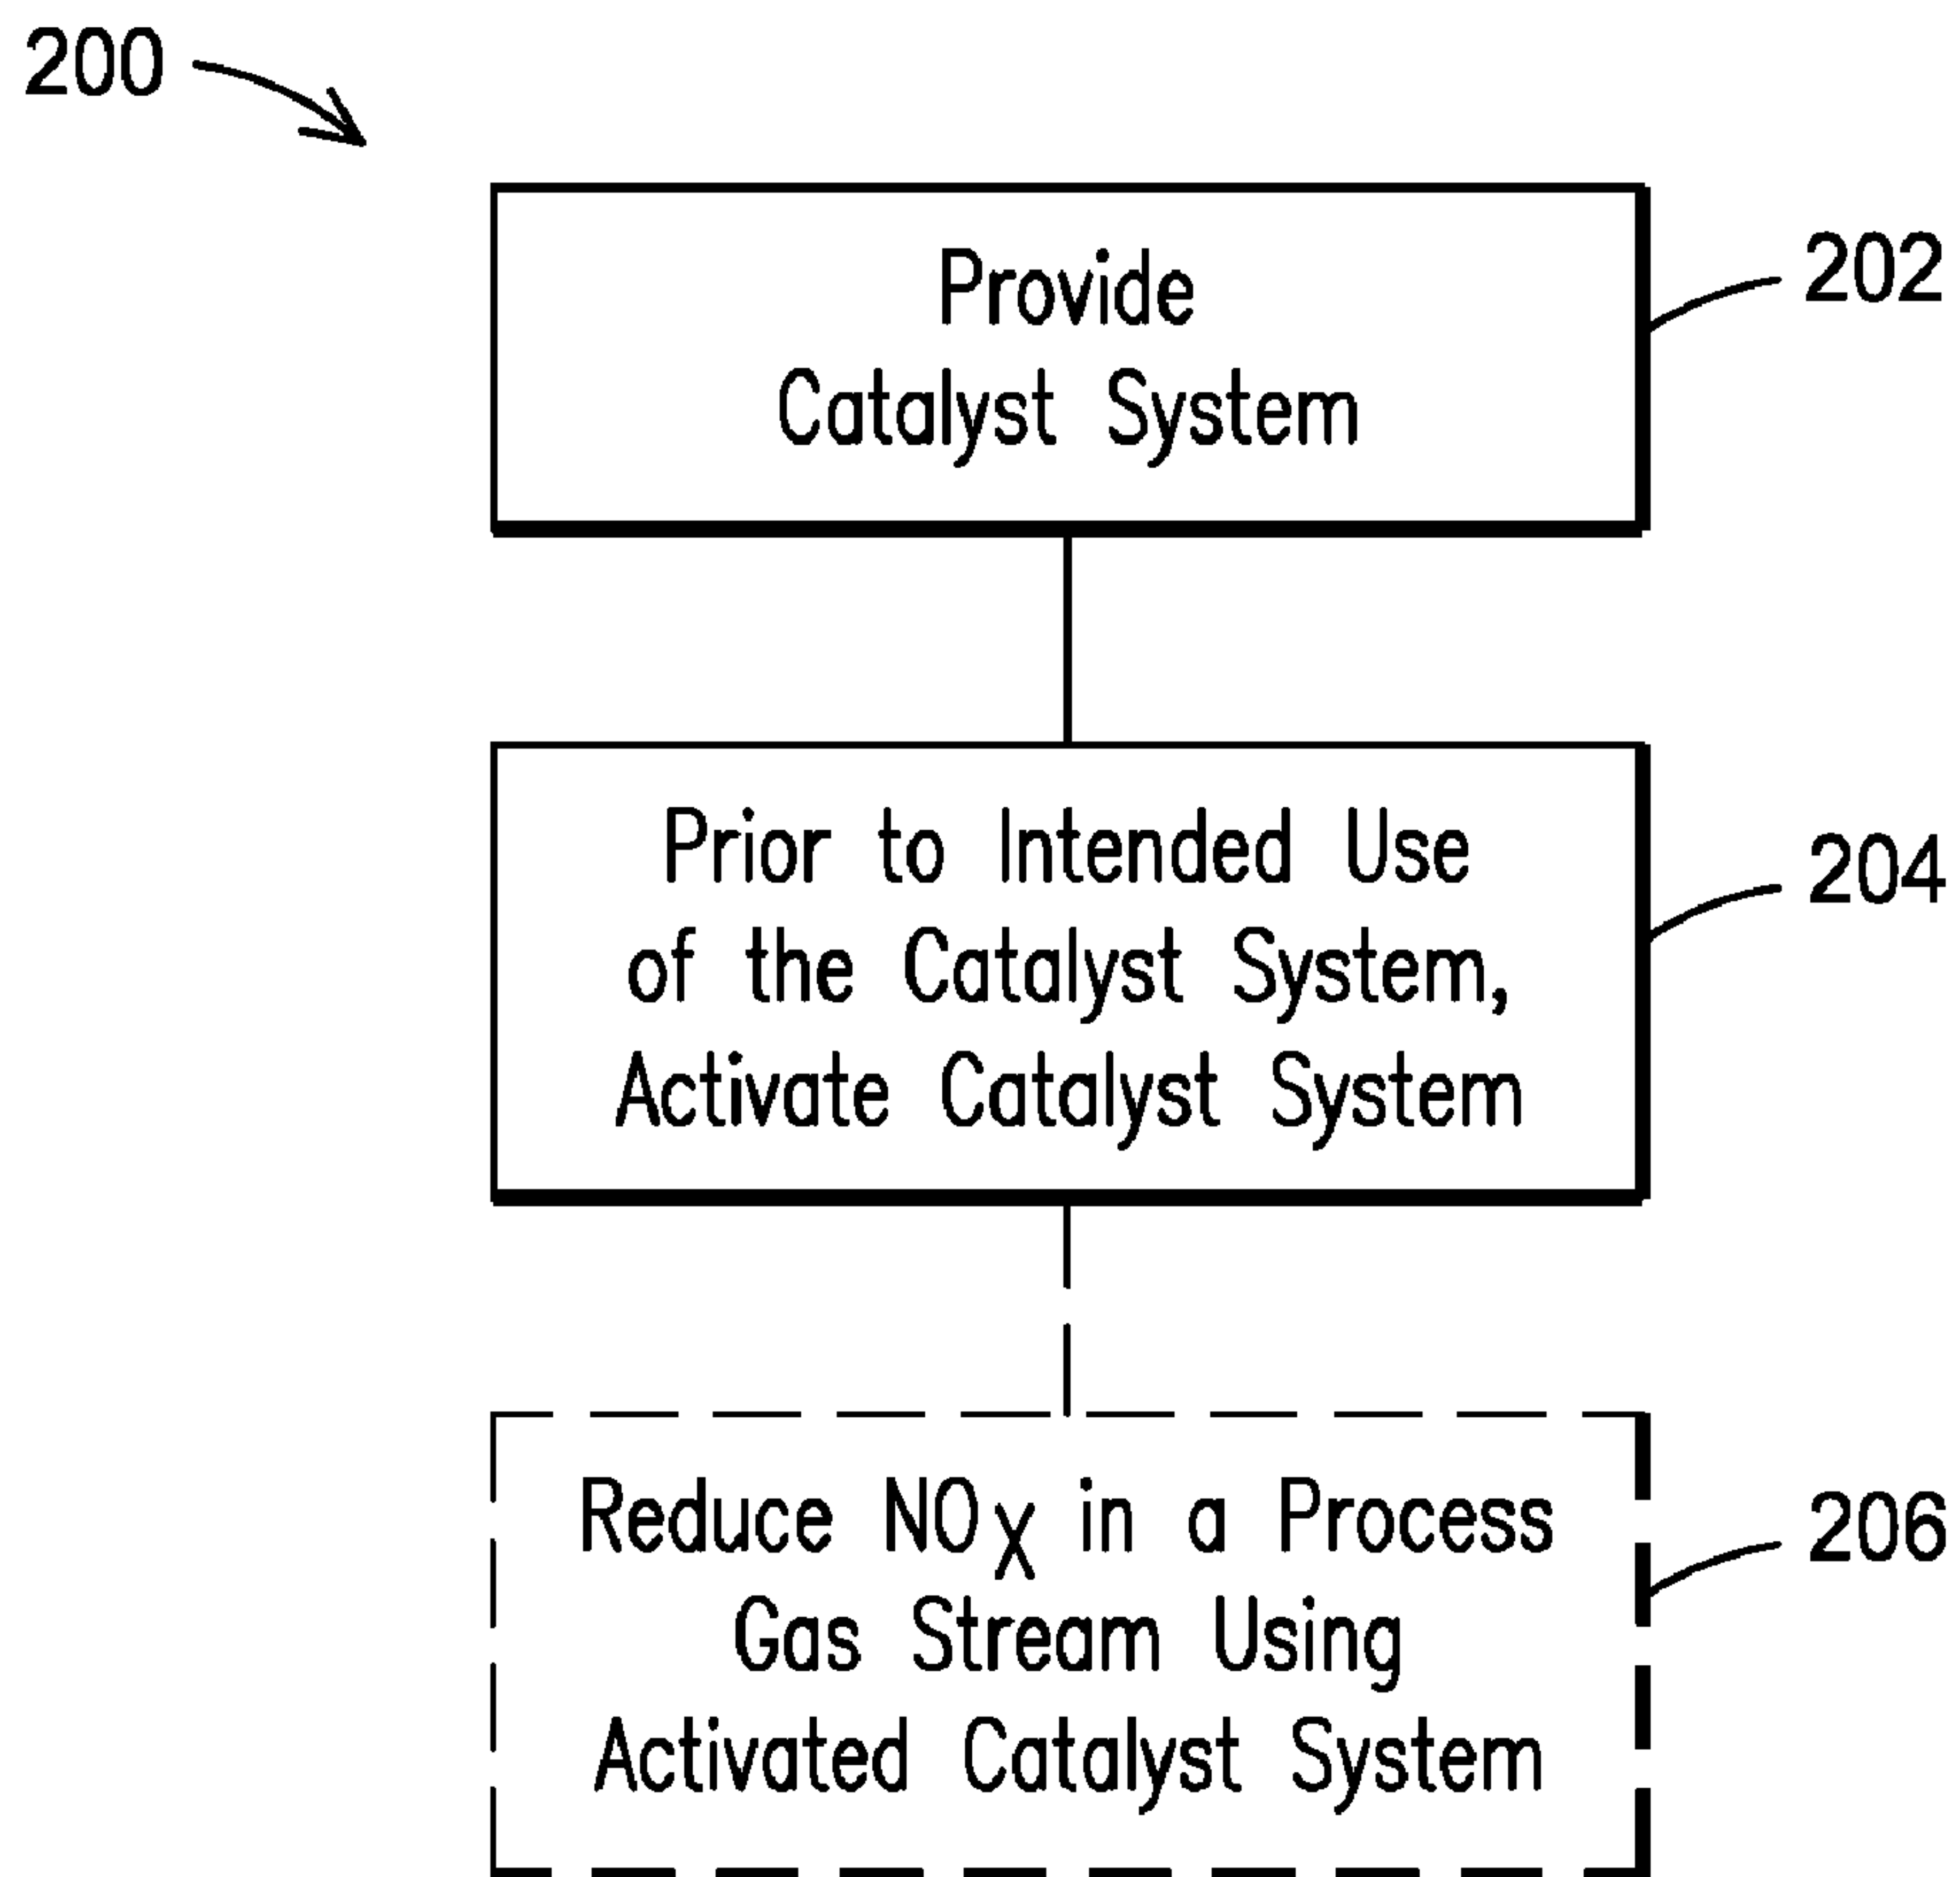 200
Provide
Catalyst System
202
Prior to Intended Use
of the Catalyst System,
Activate Catalyst System
204
Reduce NOX in a Process
Gas Stream Using
Activated Catalyst System
206